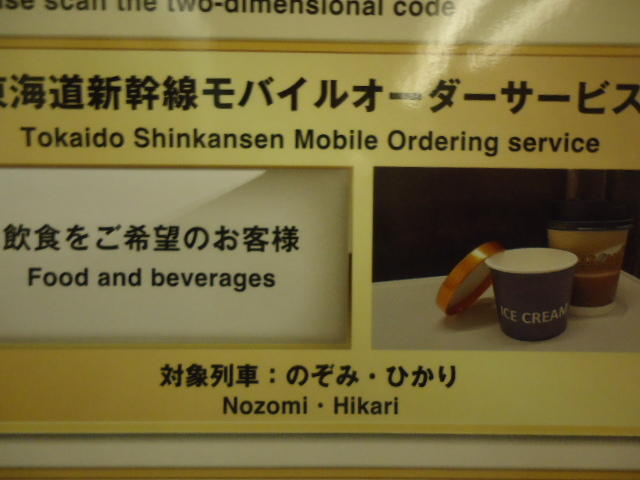 scan the two-dimensional code
東海道新幹線モバイルオーダーサービス
Tokaido Shinkansen Mobile Ordering service
飲食をご希望のお客様
Food and beverages
ICE CREAM
対象列車：のぞみ・ひかり
Nozomi・Hikari